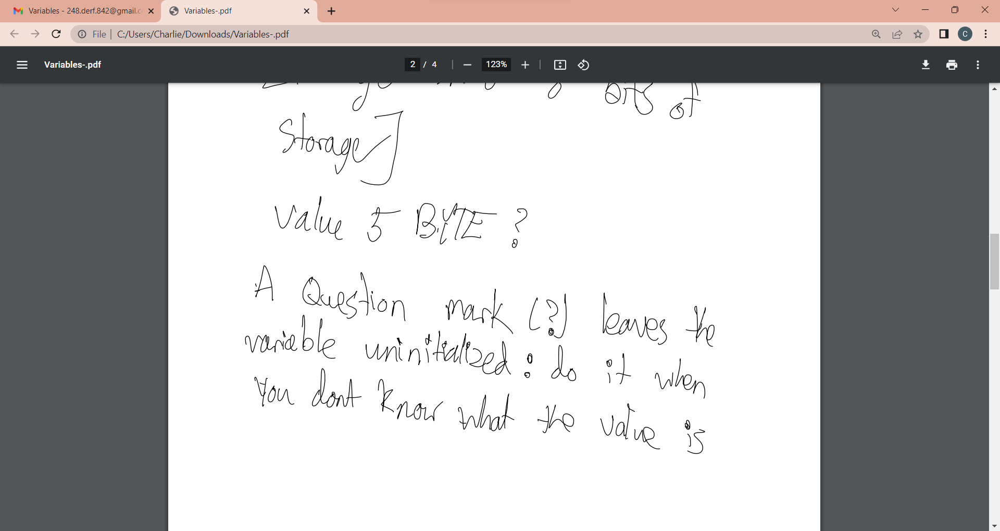 Variables - 248.derf.842@gmail.c
Variables-.pdf
File
C:/Users/Charlie/Downloads/Variables-.pdf
C
Variables-.pdf
2 / 4
123%
bits of
Storage]
Value 5 BYTE ?
A Question mark (?) leaves the
variable uninitialized : do it when
You dont know what the value is